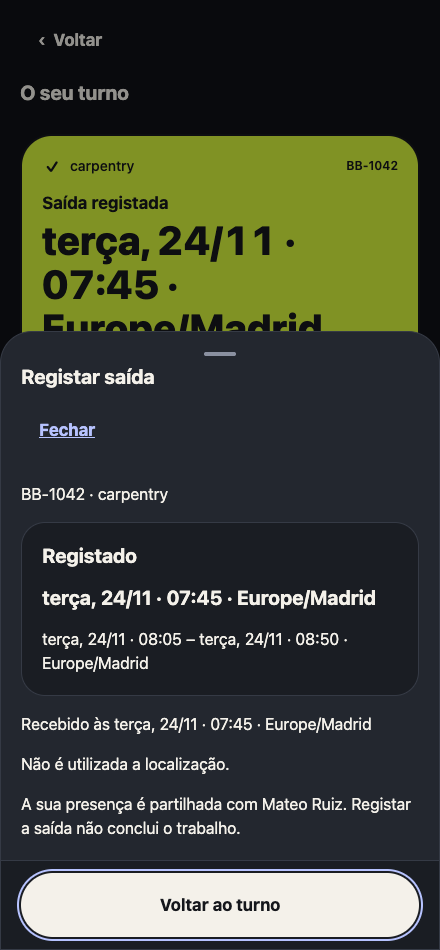 ‹ Voltar
O seu turno
✓ carpentry
BB-1042
Saída registada
terça, 24/11 ·
07:45 ·
Europe/Madrid
Registar saída
Fechar
BB-1042 · carpentry
Registado
terça, 24/11 · 07:45 · Europe/Madrid
terça, 24/11 · 08:05 – terça, 24/11 · 08:50 ·
Europe/Madrid
Recebido às terça, 24/11 · 07:45 · Europe/Madrid
Não é utilizada a localização.
A sua presença é partilhada com Mateo Ruiz. Registar
a saída não conclui o trabalho.
Voltar ao turno